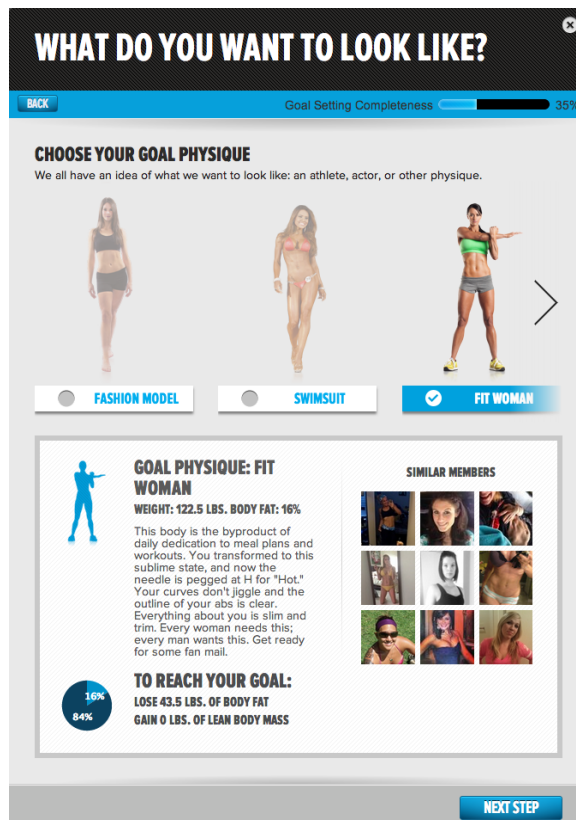 WHAT DO YOU WANT TO LOOK LIKE?
BACK
Goal Setting Completeness 35%
CHOOSE YOUR GOAL PHYSIQUE
We all have an idea of what we want to look like: an athlete, actor, or other physique.
FASHION MODEL
SWIMSUIT
FIT WOMAN
GOAL PHYSIQUE: FIT
WOMAN
WEIGHT: 122.5 LBS. BODY FAT: 16%
This body is the byproduct of
daily dedication to meal plans and
workouts. You transformed to this
sublime state, and now the
needle is pegged at H for "Hot."
Your curves don't jiggle and the
outline of your abs is clear.
Everything about you is slim and
trim. Every woman needs this;
every man wants this. Get ready
for some fan mail.
SIMILAR MEMBERS
16%
84%
TO REACH YOUR GOAL:
LOSE 43.5 LBS. OF BODY FAT
GAIN 0 LBS. OF LEAN BODY MASS
NEXT STEP